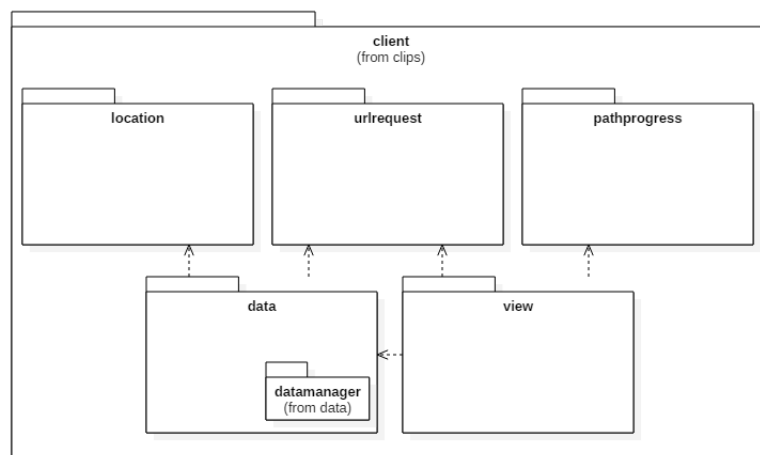 client
(from clips)
location
urlrequest
pathprogress
data
view
datamanager
(from data)